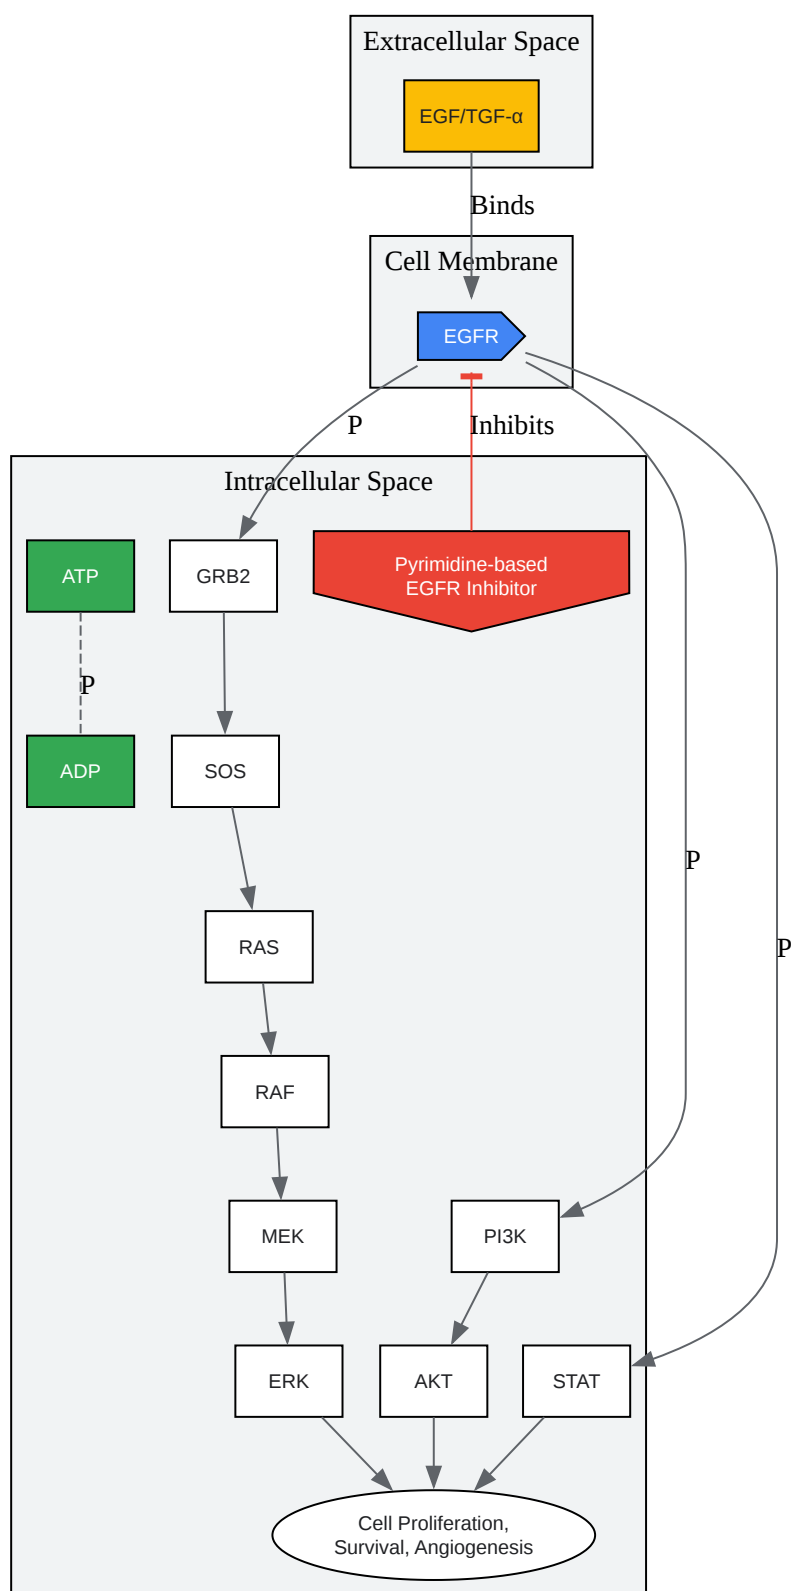 Extracellular Space
EGF/TGF-α
Binds
Cell Membrane
EGFR
P
Inhibits
Intracellular Space
ATP
GRB2
Pyrimidine-based
EGFR Inhibitor
P
ADP
SOS
P
RAS
P
RAF
MEK
PI3K
ERK
AKT
STAT
Cell Proliferation,
Survival, Angiogenesis